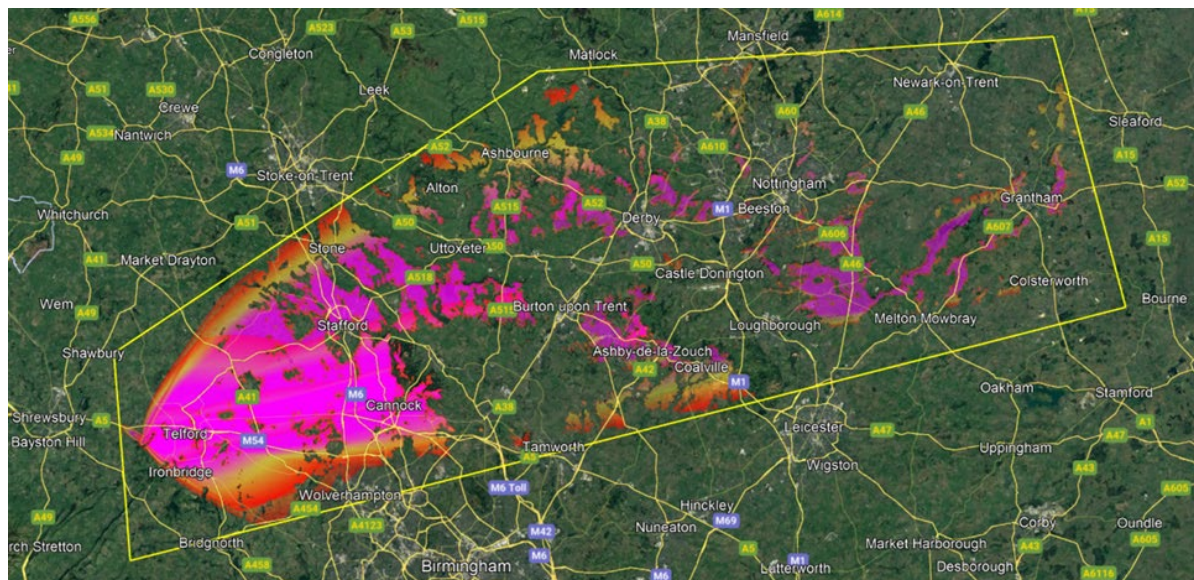 A556
A523
A53
A515
A614
A15
Mansfield
Congleton
Matlock
41
A51
A530
Leek
Newark-on-Trent
Crewe
A534
Nantwich
A38
A60
A46
Sleaford
A49
A52
Ashbourne
A610
A15
M6
Stoke-on-Trent
Alton
Nottingham
A52
Whitchurch
A515
A52
M1
Beeston
Grantham
A51
A50
Derby
A606
A607
Stone
Uttoxeter
A50
A15
A41
Market Drayton
A518
A50
Castle Donington
A46
Colsterworth
Wem
A49
A511
Burton upon Trent
Bourne
Stafford
Loughborough
Melton Mowbray
Shawbury
Ashby-de-la-Zouch
A42
Coalville
M1
A41
M6
Oakham
Stamford
Shrewsbury
A5
Cannock
A38
Leicester
A47
A1
Bayston Hill
Telford
M54
Tamworth
A5
Uppingham
A47
Ironbridge
Wigston
A43
M6 Toll
A605
Wolverhampton
A454
Hinckley
A49
A4123
M42
Nuneaton
M69
Corby
Oundle
rch Stretton
Bridgnorth
M6
A5
Market Harborough
A43
A605
A458
Birmingham
M6
M1
Lutterworth
Desborough
A6116